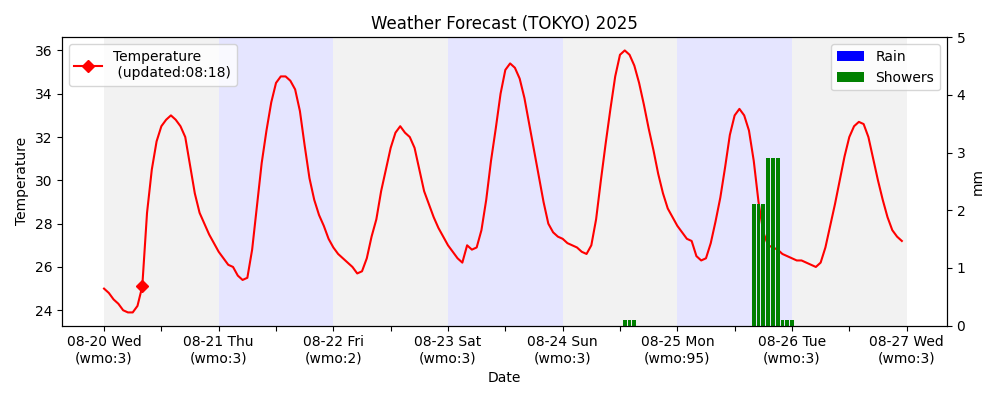 Weather Forecast (TOKYO) 2025
Temperature
(updated:08:18)
Rain
Showers
Temperature
36
34
32
30
28
26
24
mm
5
4
3
2
1
0
08-20 Wed
(wmo:3)
08-21 Thu
(wmo:3)
08-22 Fri
(wmo:2)
08-23 Sat
(wmo:3)
08-24 Sun
(wmo:3)
08-25 Mon
(wmo:95)
08-26 Tue
(wmo:3)
08-27 Wed
(wmo:3)
Date